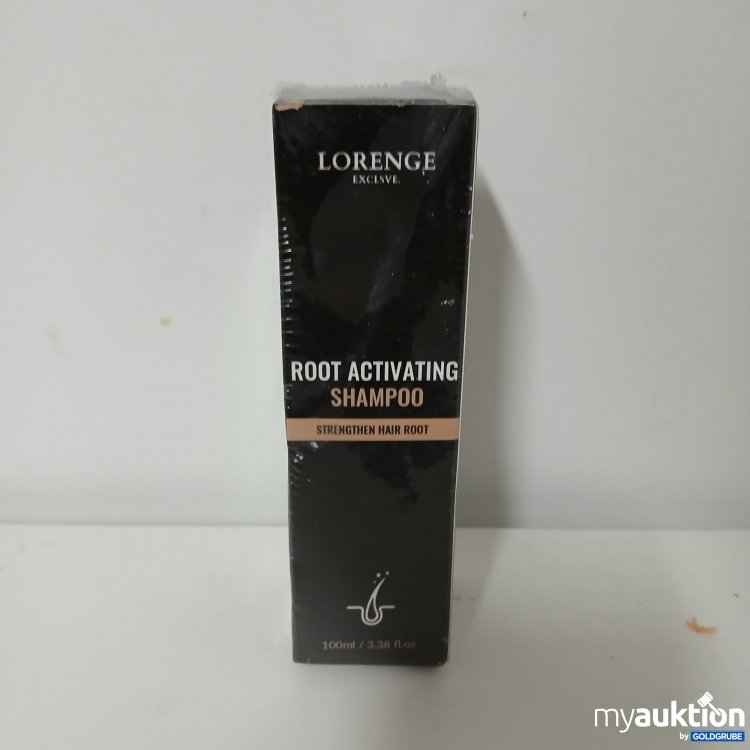 LORENGE
EXCLSVE.
ROOT ACTIVATING
SHAMPOO
STRENGTHEN HAIR ROOT
100ml / 3.38 fl.oz
myauktion
by GOLDGRUBE